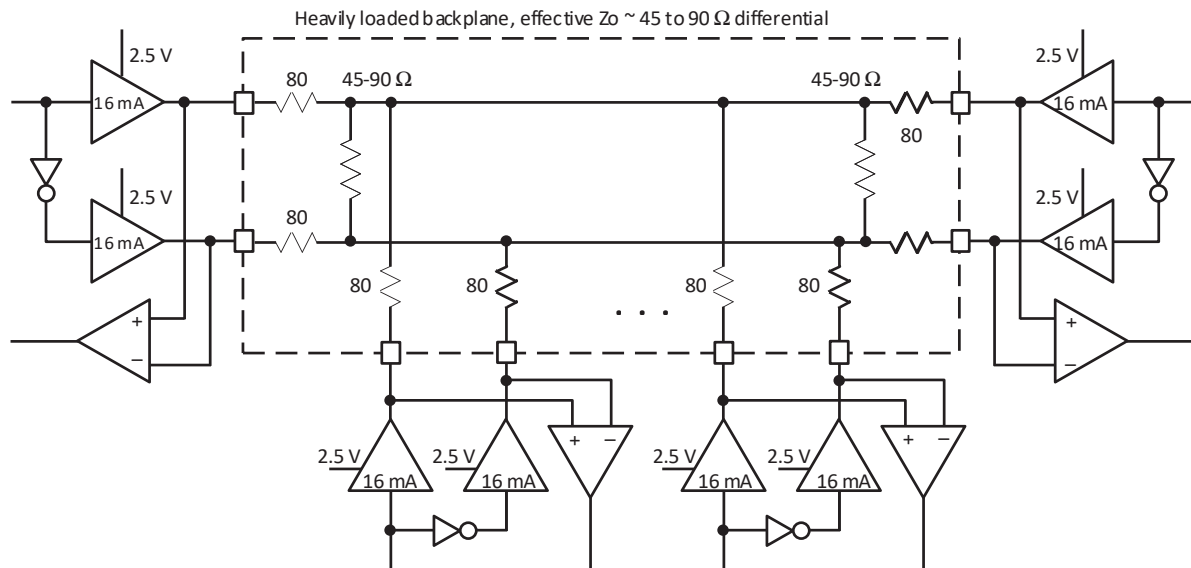 Heavily loaded backplane, effective Zo ~ 45 to 90 Ω differential
2.5 V
16 mA
80
45-90 Ω
45-90 Ω
80
2.5 V
16 mA
2.5 V
16 mA
80
2.5 V
16 mA
+
−
80
80
. . .
80
80
+
−
2.5 V
16 mA
2.5 V
16 mA
+ −
2.5 V
16 mA
2.5 V
16 mA
+ −